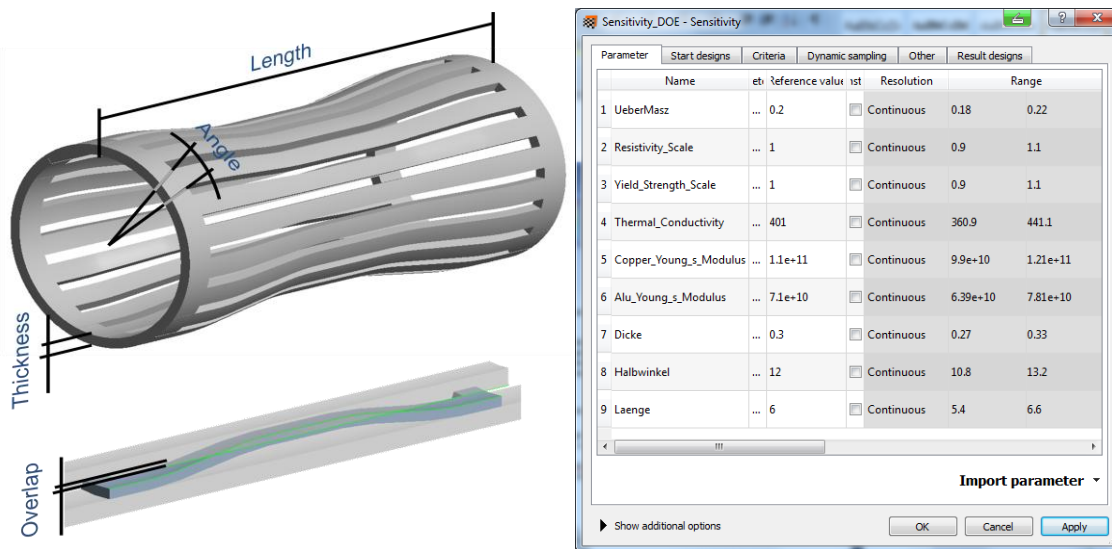 Length
Angle
Thickness
Overlap
Sensitivity_DOE - Sensitivity
Parameter Start designs Criteria Dynamic sampling Other Result designs
Name Reference value Resolution Range
1 UeberMasz ... 0.2 Continuous 0.18 0.22
2 Resistivity_Scale ... 1 Continuous 0.9 1.1
3 Yield_Strength_Scale ... 1 Continuous 0.9 1.1
4 Thermal_Conductivity ... 401 Continuous 360.9 441.1
5 Copper_Young_s_Modulus ... 1.1e+11 Continuous 9.9e+10 1.21e+11
6 Alu_Young_s_Modulus ... 7.1e+10 Continuous 6.39e+10 7.81e+10
7 Dicke ... 0.3 Continuous 0.27 0.33
8 Halbwinkel ... 12 Continuous 10.8 13.2
9 Laenge ... 6 Continuous 5.4 6.6
Import parameter
Show additional options OK Cancel Apply